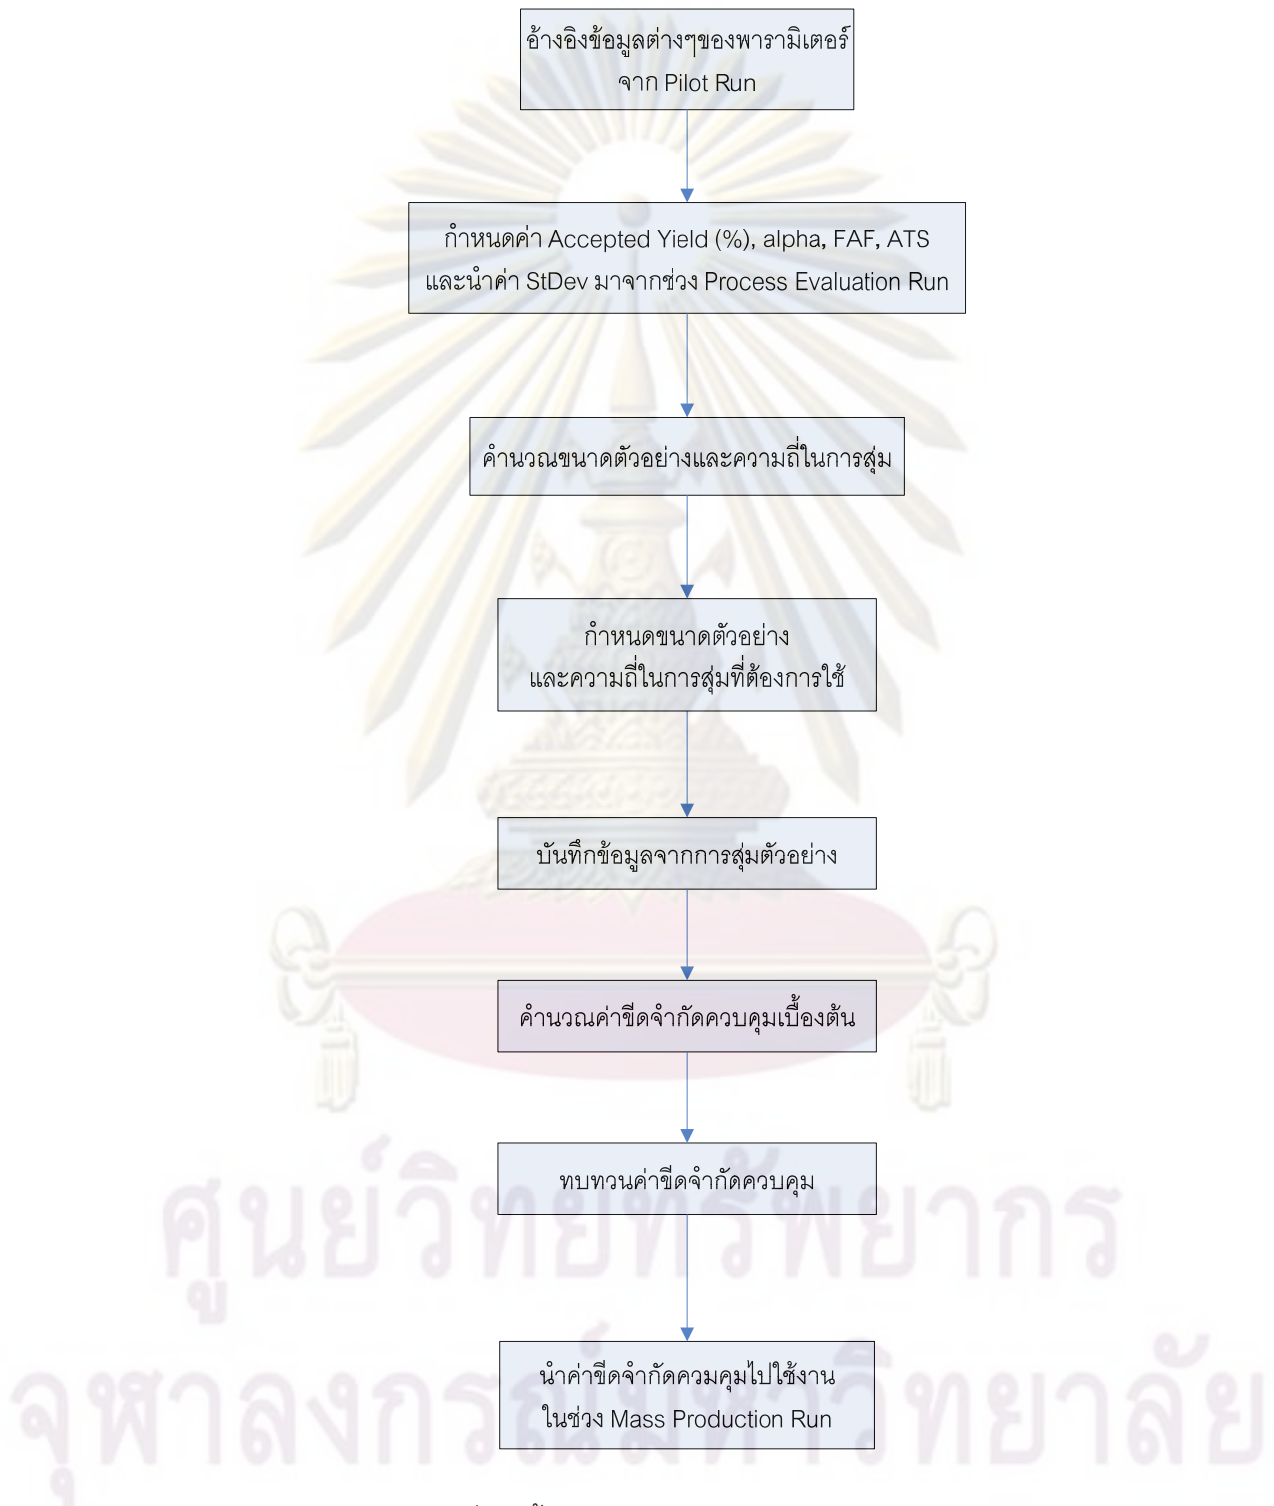 อ้างอิงข้อมูลต่างๆของพารามิเตอร์
จาก Pilot Run
กำหนดค่า Accepted Yield (%), alpha, FAF, ATS
และนำค่า StDev มาจากช่วง Process Evaluation Run
คำนวณขนาดตัวอย่างและความถี่ในการสุ่ม
กำหนดขนาดตัวอย่าง
และความถี่ในการสุ่มที่ต้องการใช้
บันทึกข้อมูลจากการสุ่มตัวอย่าง
คำนวณค่าขีดจำกัดควบคุมเบื้องต้น
ทบทวนค่าขีดจำกัดควบคุม
นำค่าขีดจำกัดควมคุมไปใช้งาน
ในช่วง Mass Production Run
ศูนย์วิทยทรัพยากร
จุฬาลงกรณ์มหาวิทยาลัย